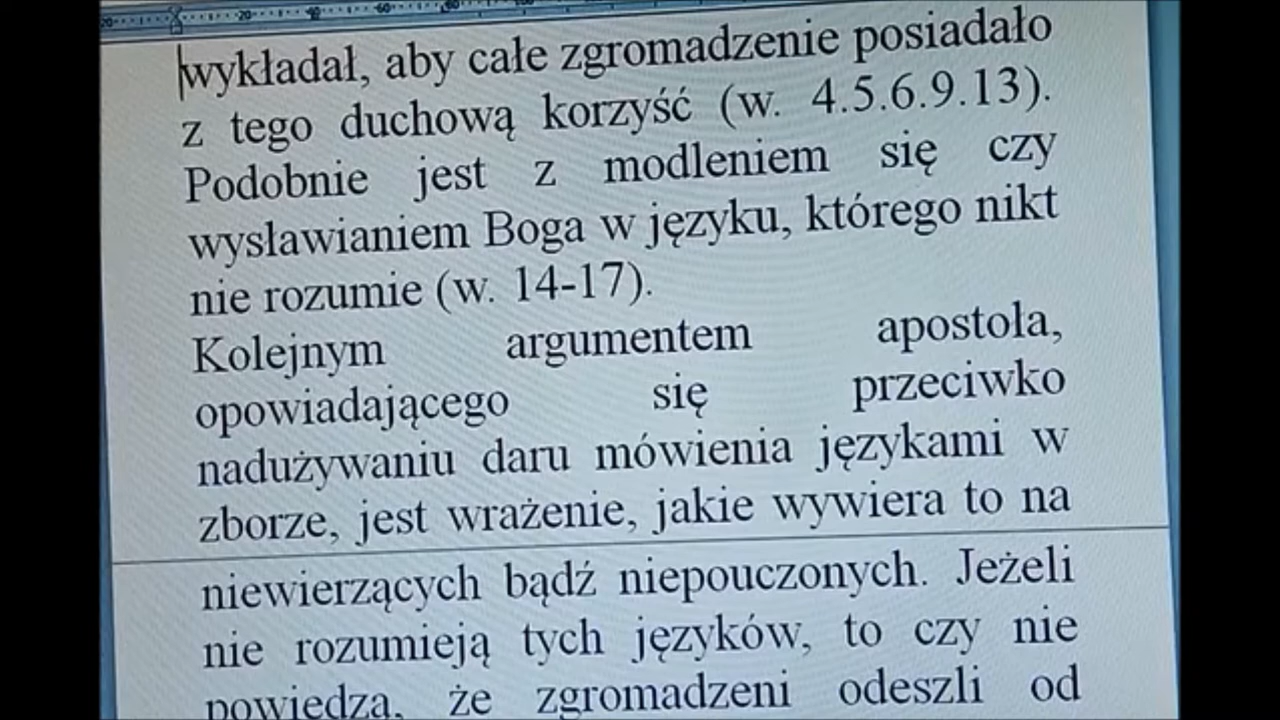 wykładał, aby całe zgromadzenie posiadało
z tego duchową korzyść (w. 4.5.6.9.13).
Podobnie jest z modleniem się czy
wysławianiem Boga w języku, którego nikt
nie rozumie (w. 14-17).
Kolejnym argumentem apostoła,
opowiadającego się przeciwko
nadużywaniu daru mówienia językami w
zborze, jest wrażenie, jakie wywiera to na
niewierzących bądź niepouczonych. Jeżeli
nie rozumieją tych języków, to czy nie
powiedzą, że zgromadzeni odeszli od